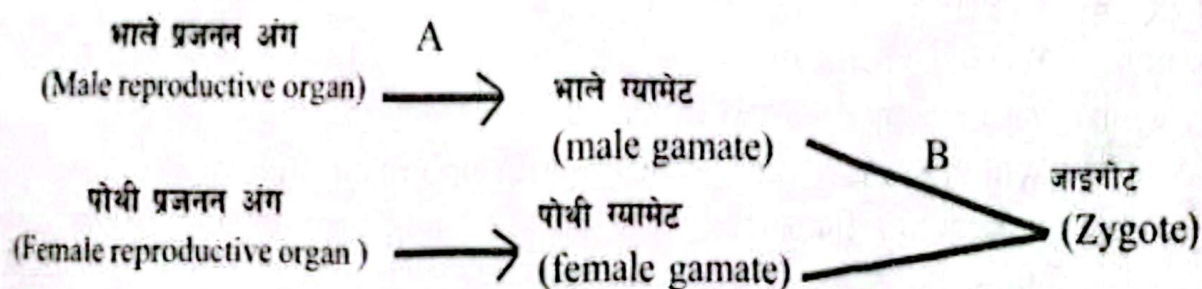 भाले प्रजनन अंग
A
(Male reproductive organ)
भाले ग्यामेट
(male gamate)
B
जाइगोट
(Zygote)
पोथी प्रजनन अंग
(Female reproductive organ )
पोथी ग्यामेट
(female gamate)